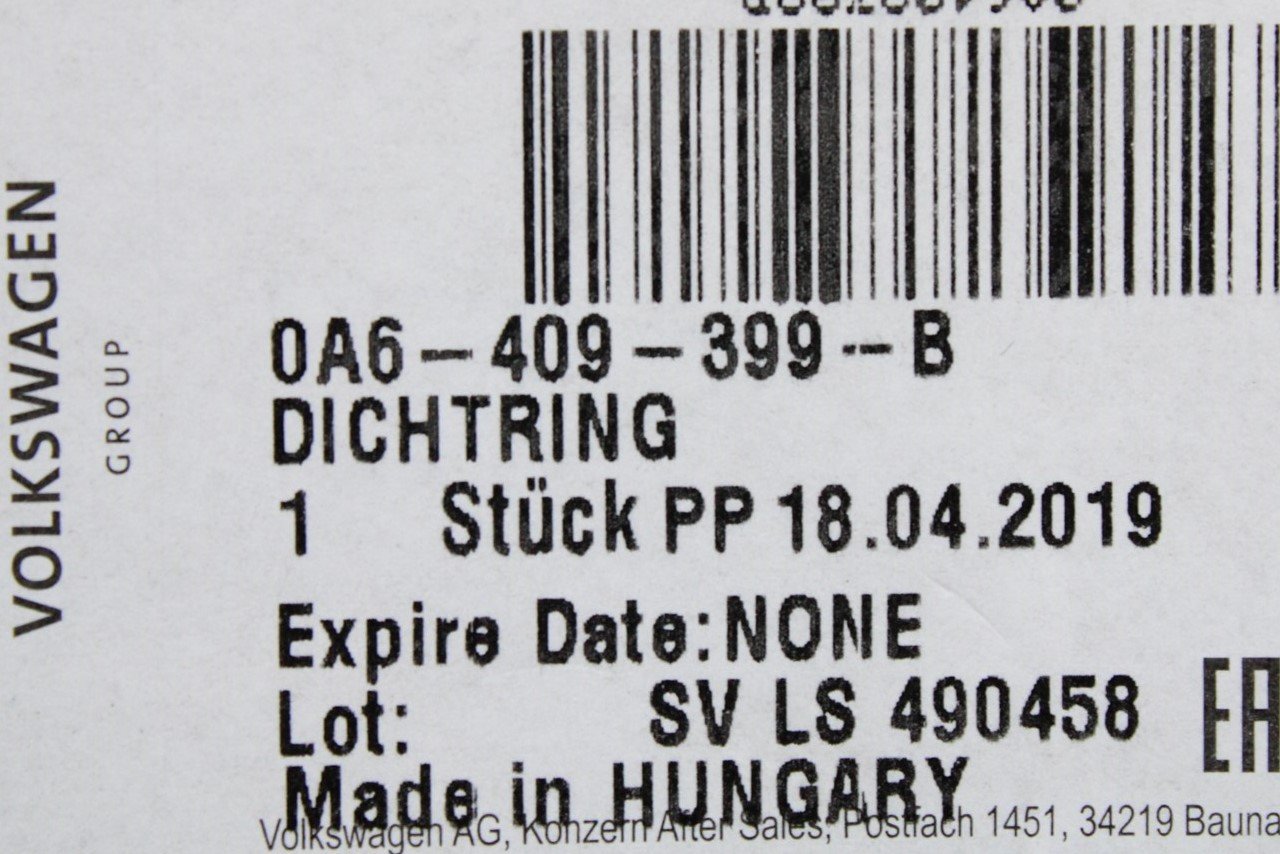 VOLKSWAGEN
GROUP
0A6-409-399--B
DICHTRING
1 Stück PP 18.04.2019
Expire Date:NONE
Lot: SV LS 490458
Made in HUNGARY
Volkswagen AG, Konzern After Sales, Postfach 1451, 34219 Bauna